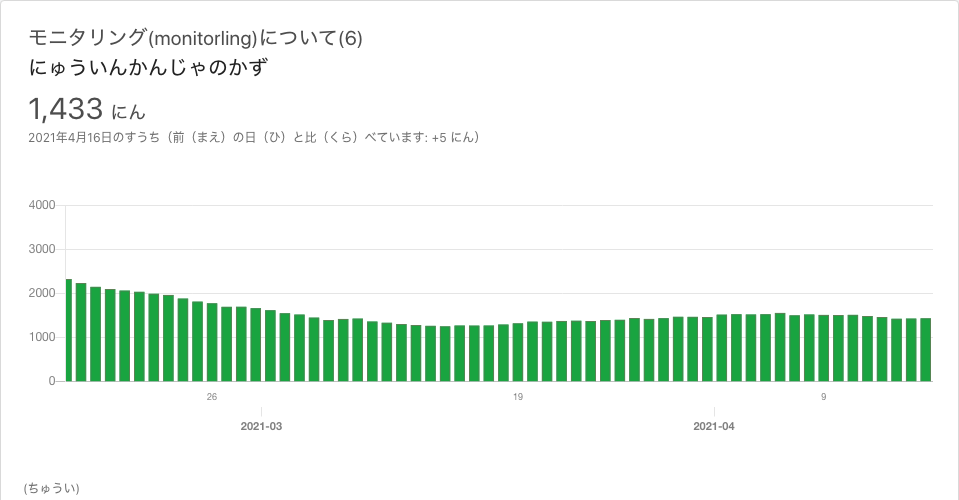 モニタリング(monitorling)について(6)
にゅういんかんじゃのかず
1,433 にん
2021年4月16日のすうち（前（まえ）の日（ひ）と比（くら）べています: +5 にん）
4000
3000
2000
1000
0
26 19 9
2021-03 2021-04
(ちゅうい)